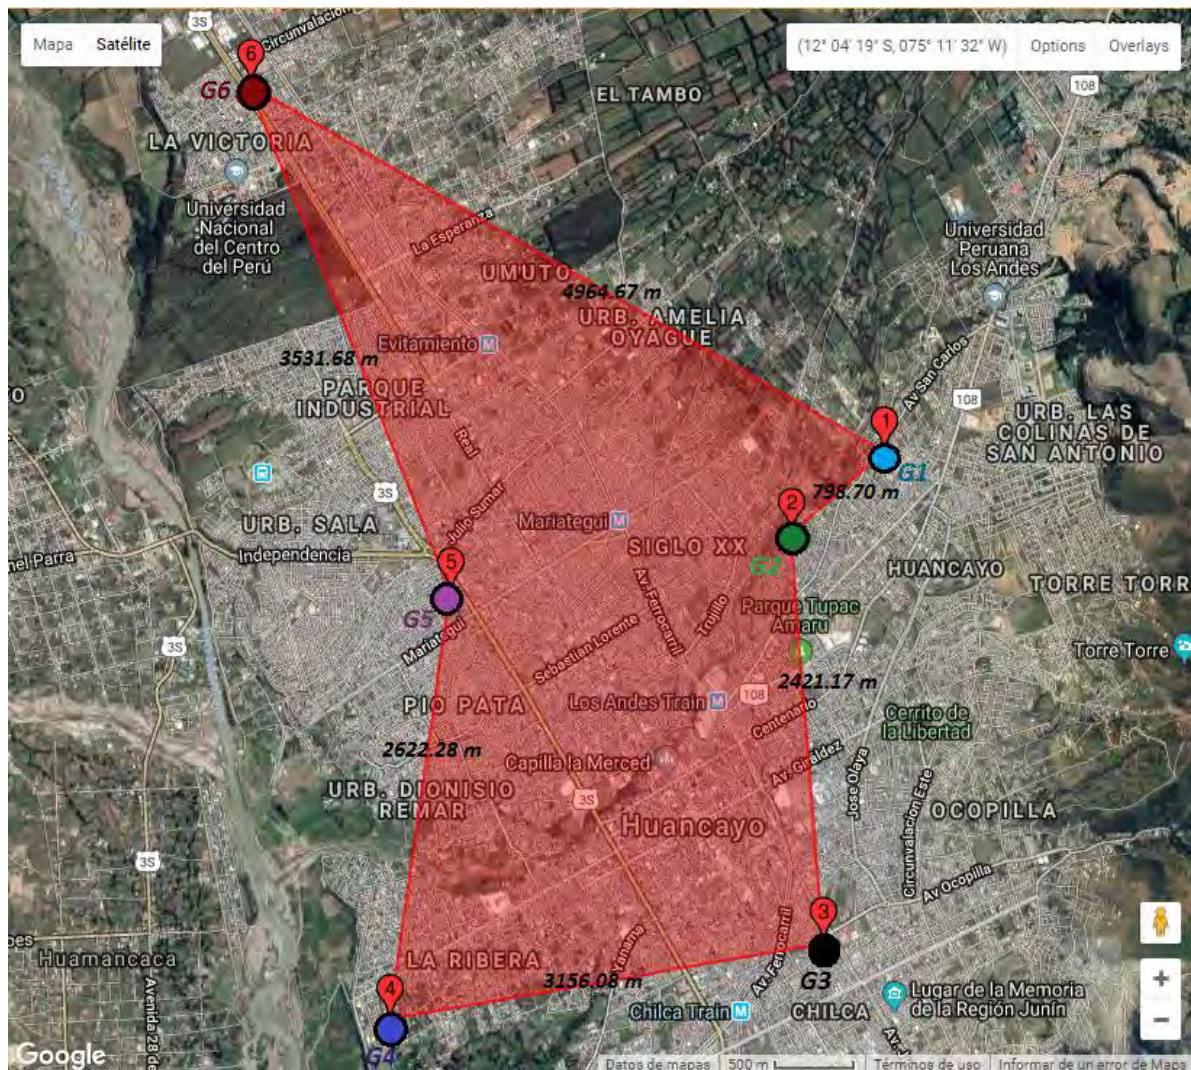 Mapa Satélite
3S
Circunvalacion
(12° 04' 19" S, 075° 11' 32" W) Options Overlays
6
G6
108
EL TAMBO
LA VICTORIA
Universidad
Nacional
del Centro
del Perú
La Esperanza
Universidad
Peruana
Los Andes
UMUTO
4964.67 m
URB. AMELIA
OYAGUE
Evitamiento M
3531.68 m
PARQUE
INDUSTRIAL
Av San Carlos
108
URB. LAS
COLINAS DE
SAN ANTONIO
1
G1
Real
3S
798.70 m
2
Julio Sumar
URB. SALA
Mariategui M
SIGLO XX
G2
Independencia
nel Parra
5
G5
HUANCAYO
TORRE TORR
Av. Ferrocarril
Trujillo
Parque Tupac
Amaru
Mariategui
3S
Sebastian Lorente
Torre Torre
2421.17 m
PIO PATA
Los Andes Train M
108
Centenario
Cerrito de
la Libertad
2622.28 m
Capilla la Merced
Av. Giraldez
URB. DIONISIO
REMAR
3S
Jose Olaya
Circunvalacion Este
OCOPILLA
Huancayo
3S
Av Ocopilla
3
G3
Av. Ferrocarril
LA RIBERA
Huamancaca
3156.08 m
4
G4
Avenida 28 de
Chilca Train M
CHILCA
Lugar de la Memoria
de la Región Junín
+
−
Google
Datos de mapas 500 m Términos de uso Informar de un error de Maps